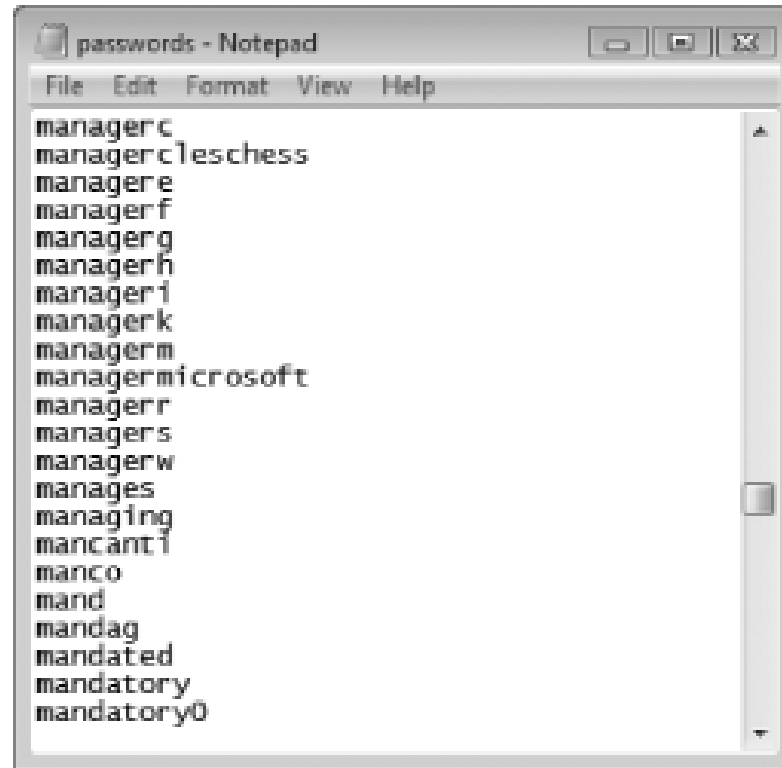 passwords - Notepad
File Edit Format View Help
managerc
managercleschess
managere
managerf
managerg
managerh
manageri
managerk
managerm
managermicrosoft
managerr
managers
managerw
manages
managing
mancanti
manco
mand
mandag
mandated
mandatory
mandatory0